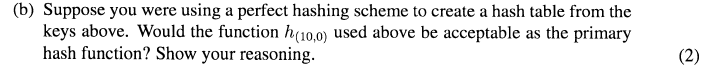 (b) Suppose you were using a perfect hashing scheme to create a hash table from the
keys above. Would the function h(10,0) used above be acceptable as the primary
hash function? Show your reasoning. (2)